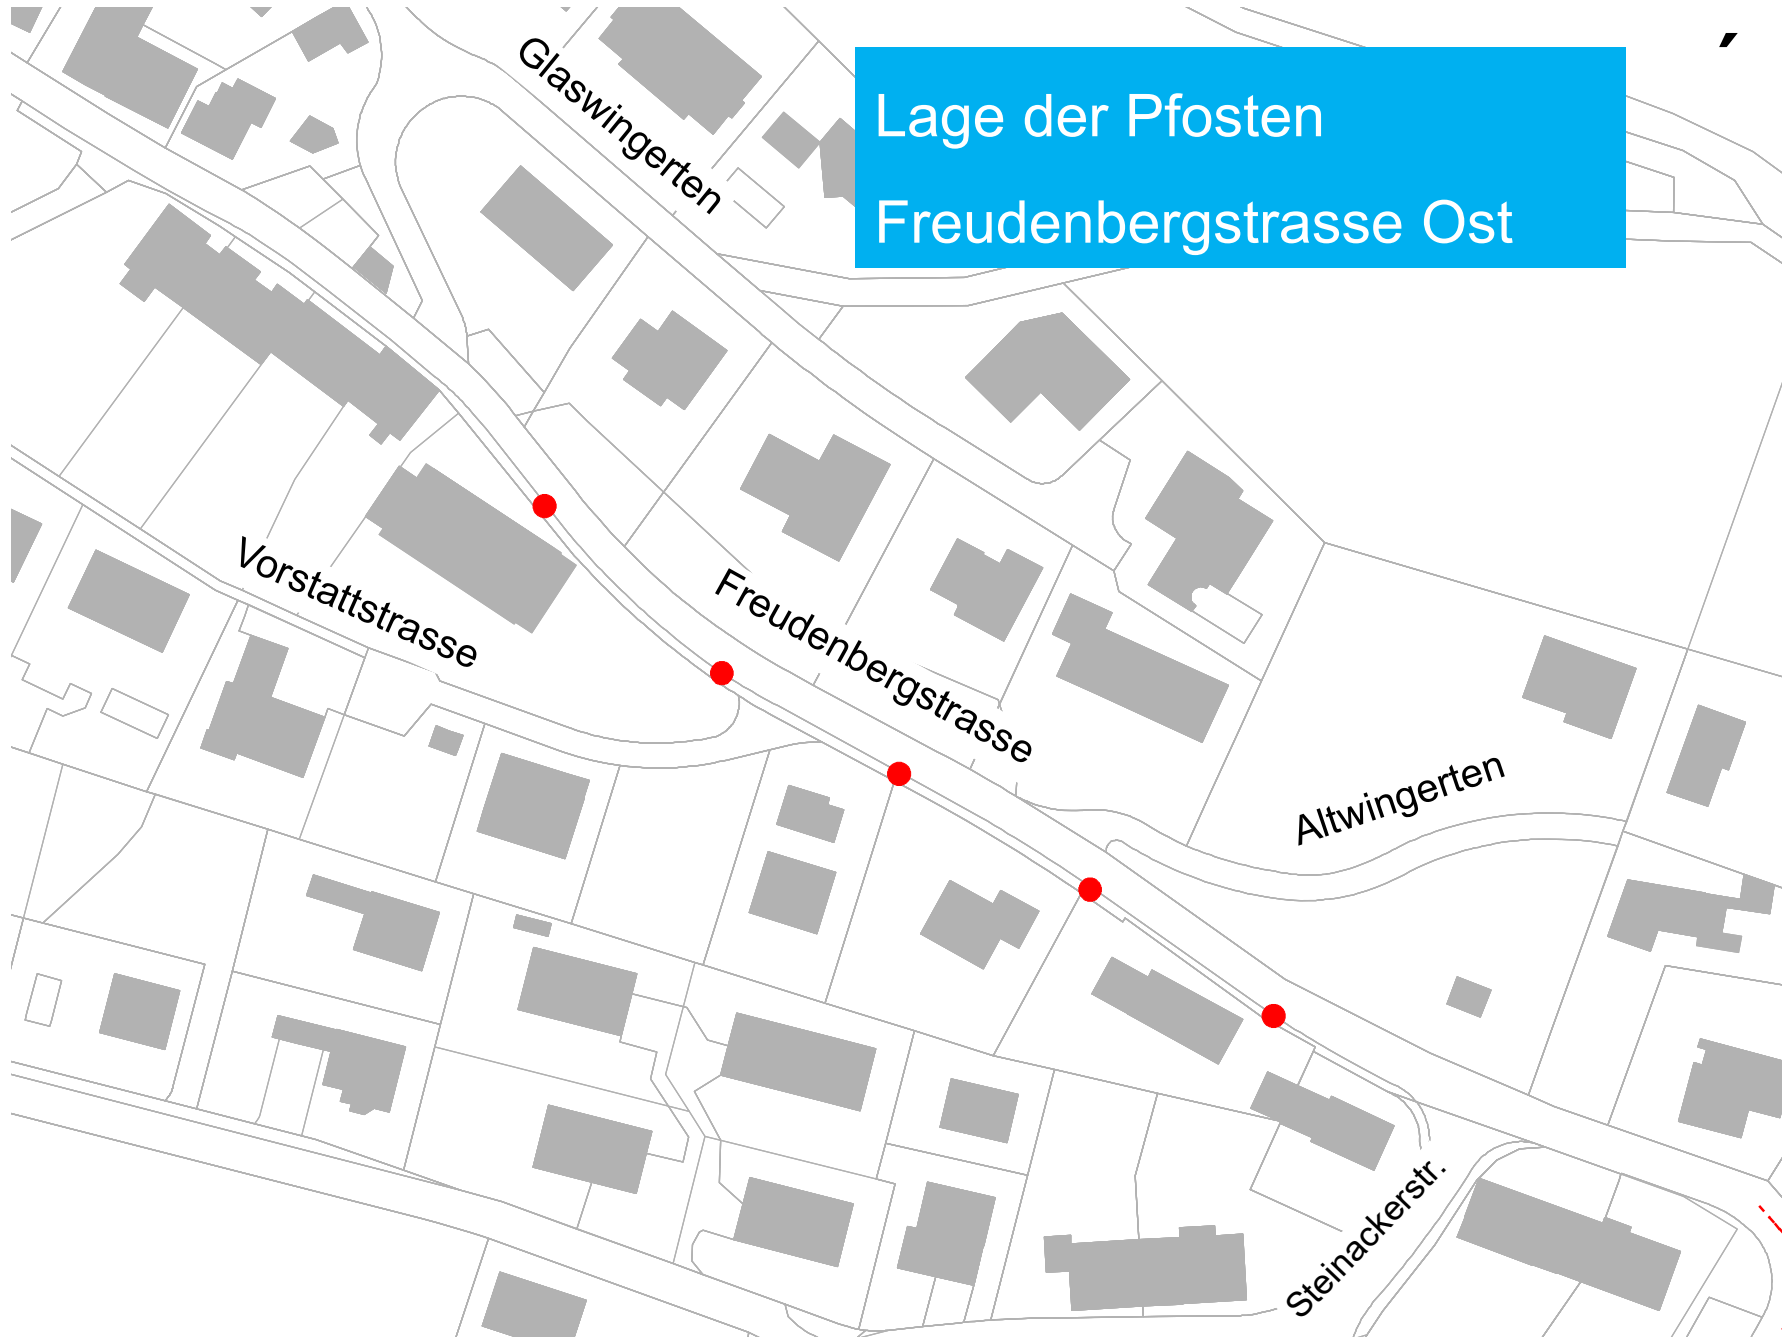 Lage der Pfosten
Freudenbergstrasse Ost
Glaswingerten
Vorstattstrasse
Freudenbergstrasse
Altwingerten
Steinackerstr.